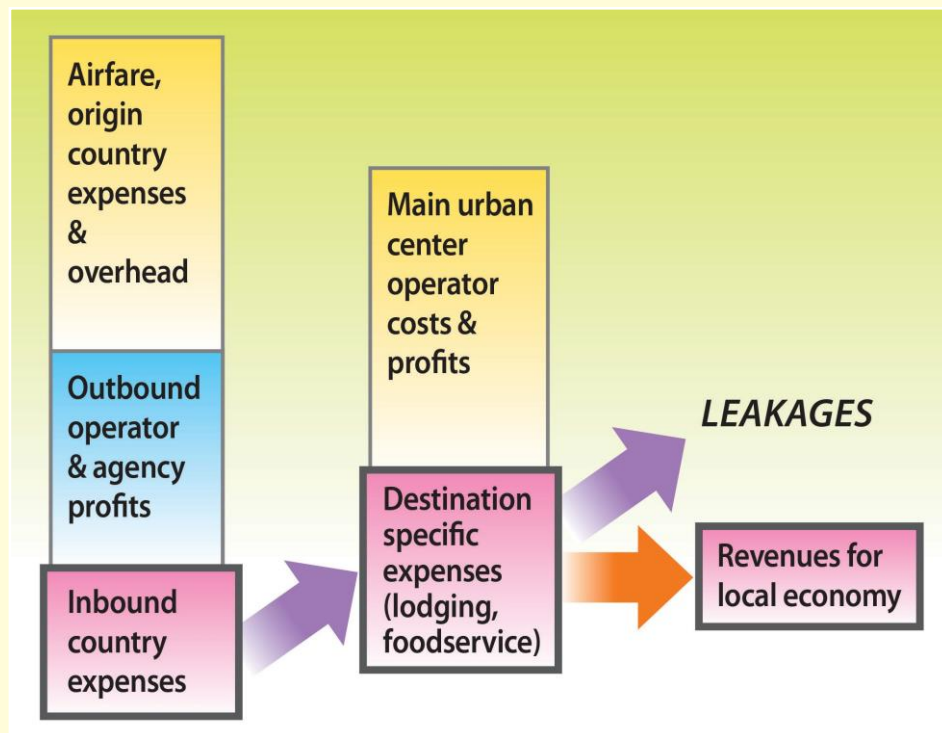 Airfare,
origin
country
expenses
&
overhead
Outbound
operator
& agency
profits
Inbound
country
expenses
Main urban
center
operator
costs &
profits
Destination
specific
expenses
(lodging,
foodservice)
LEAKAGES
Revenues for
local economy